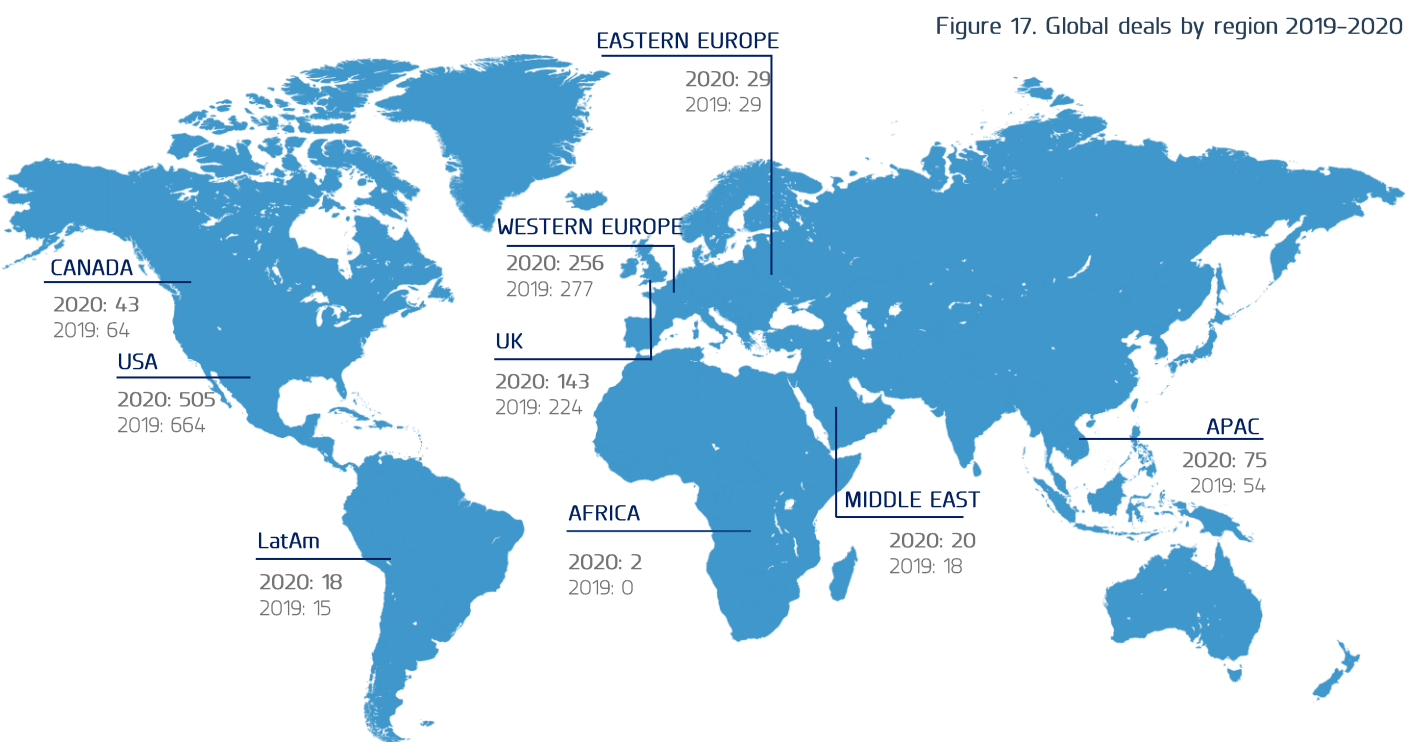 Figure 17. Global deals by region 2019-2020
EASTERN EUROPE
2020: 29
2019: 29
WESTERN EUROPE
2020: 256
2019: 277
CANADA
2020: 43
2019: 64
UK
2020: 143
2019: 224
USA
2020: 505
2019: 664
APAC
2020: 75
2019: 54
MIDDLE EAST
2020: 20
2019: 18
AFRICA
2020: 2
2019: 0
LatAm
2020: 18
2019: 15